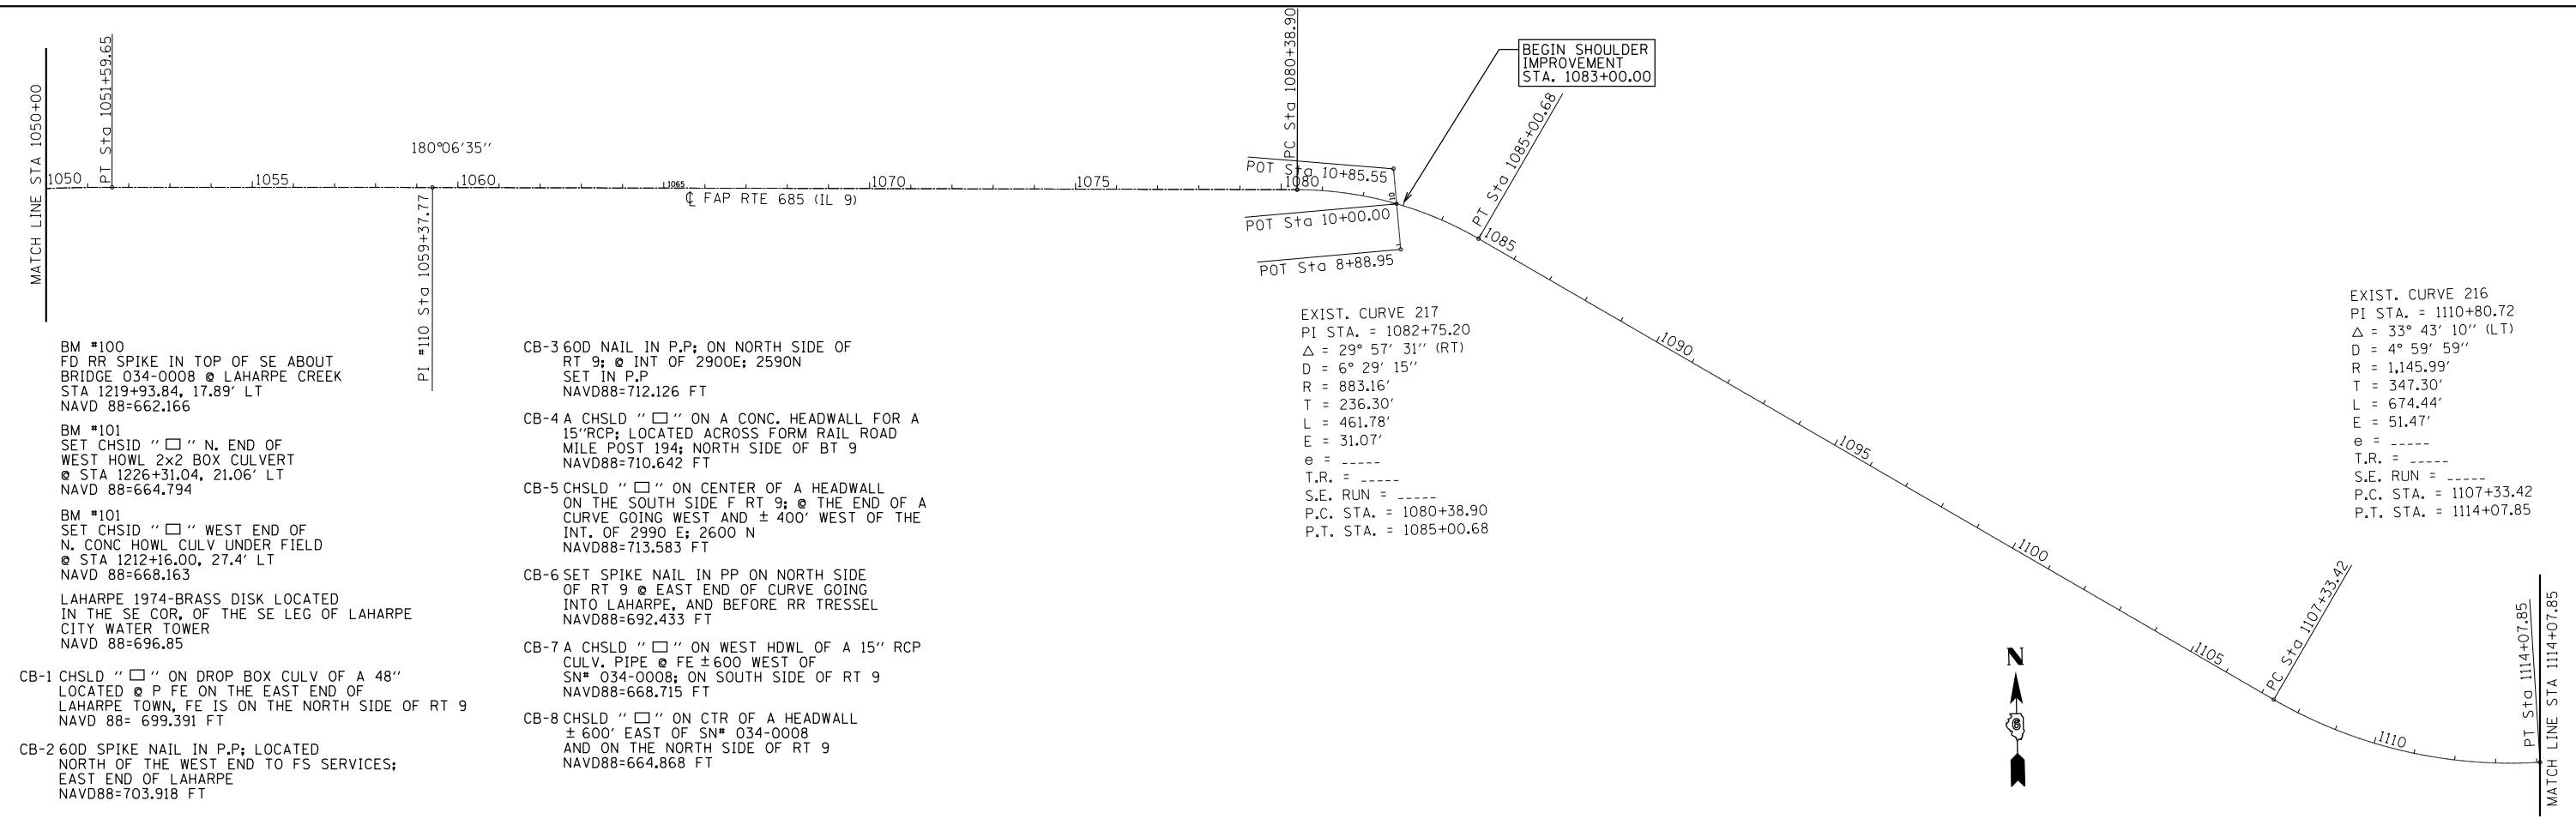 MATCH LINE STA 1050+00
PT Sta 1051+59.65
180°06'35''
PI #110 Sta 1059+37.77
1050
1055
1060
1065
1070
1075
1080
℄ FAP RTE 685 (IL 9)
PC Sta 1080+38.90
POT Sta 10+85.55
10
POT Sta 10+00.00
POT Sta 8+88.95
BEGIN SHOULDER
IMPROVEMENT
STA. 1083+00.00
PT Sta 1085+00.68
1085
1090
1095
1100
1105
1110
PC Sta 1107+33.42
PT Sta 1114+07.85
MATCH LINE STA 1114+07.85
BM #100
FD RR SPIKE IN TOP OF SE ABOUT
BRIDGE 034-0008 @ LAHARPE CREEK
STA 1219+93.84, 17.89' LT
NAVD 88=662.166
BM #101
SET CHSID "□" N. END OF
WEST HOWL 2x2 BOX CULVERT
@ STA 1226+31.04, 21.06' LT
NAVD 88=664.794
BM #101
SET CHSID "□" WEST END OF
N. CONC HOWL CULV UNDER FIELD
@ STA 1212+16.00, 27.4' LT
NAVD 88=668.163
LAHARPE 1974-BRASS DISK LOCATED
IN THE SE COR, OF THE SE LEG OF LAHARPE
CITY WATER TOWER
NAVD 88=696.85
CB-1 CHSLD "□" ON DROP BOX CULV OF A 48''
LOCATED @ P FE ON THE EAST END OF
LAHARPE TOWN, FE IS ON THE NORTH SIDE OF RT 9
NAVD 88= 699.391 FT
CB-2 60D SPIKE NAIL IN P.P; LOCATED
NORTH OF THE WEST END TO FS SERVICES;
EAST END OF LAHARPE
NAVD88=703.918 FT
CB-3 60D NAIL IN P.P; ON NORTH SIDE OF
RT 9; @ INT OF 2900E; 2590N
SET IN P.P
NAVD88=712.126 FT
CB-4 A CHSLD "□" ON A CONC. HEADWALL FOR A
15''RCP; LOCATED ACROSS FORM RAIL ROAD
MILE POST 194; NORTH SIDE OF BT 9
NAVD88=710.642 FT
CB-5 CHSLD "□" ON CENTER OF A HEADWALL
ON THE SOUTH SIDE F RT 9; @ THE END OF A
CURVE GOING WEST AND ± 400' WEST OF THE
INT. OF 2990 E; 2600 N
NAVD88=713.583 FT
CB-6 SET SPIKE NAIL IN PP ON NORTH SIDE
OF RT 9 @ EAST END OF CURVE GOING
INTO LAHARPE, AND BEFORE RR TRESSEL
NAVD88=692.433 FT
CB-7 A CHSLD "□" ON WEST HDWL OF A 15'' RCP
CULV. PIPE @ FE ±600 WEST OF
SN# 034-0008; ON SOUTH SIDE OF RT 9
NAVD88=668.715 FT
CB-8 CHSLD "□" ON CTR OF A HEADWALL
± 600' EAST OF SN# 034-0008
AND ON THE NORTH SIDE OF RT 9
NAVD88=664.868 FT
EXIST. CURVE 217
PI STA. = 1082+75.20
△ = 29° 57' 31'' (RT)
D = 6° 29' 15''
R = 883.16'
T = 236.30'
L = 461.78'
E = 31.07'
e = -----
T.R. = -----
S.E. RUN = -----
P.C. STA. = 1080+38.90
P.T. STA. = 1085+00.68
EXIST. CURVE 216
PI STA. = 1110+80.72
△ = 33° 43' 10'' (LT)
D = 4° 59' 59''
R = 1,145.99'
T = 347.30'
L = 674.44'
E = 51.47'
e = -----
T.R. = -----
S.E. RUN = -----
P.C. STA. = 1107+33.42
P.T. STA. = 1114+07.85
N
6